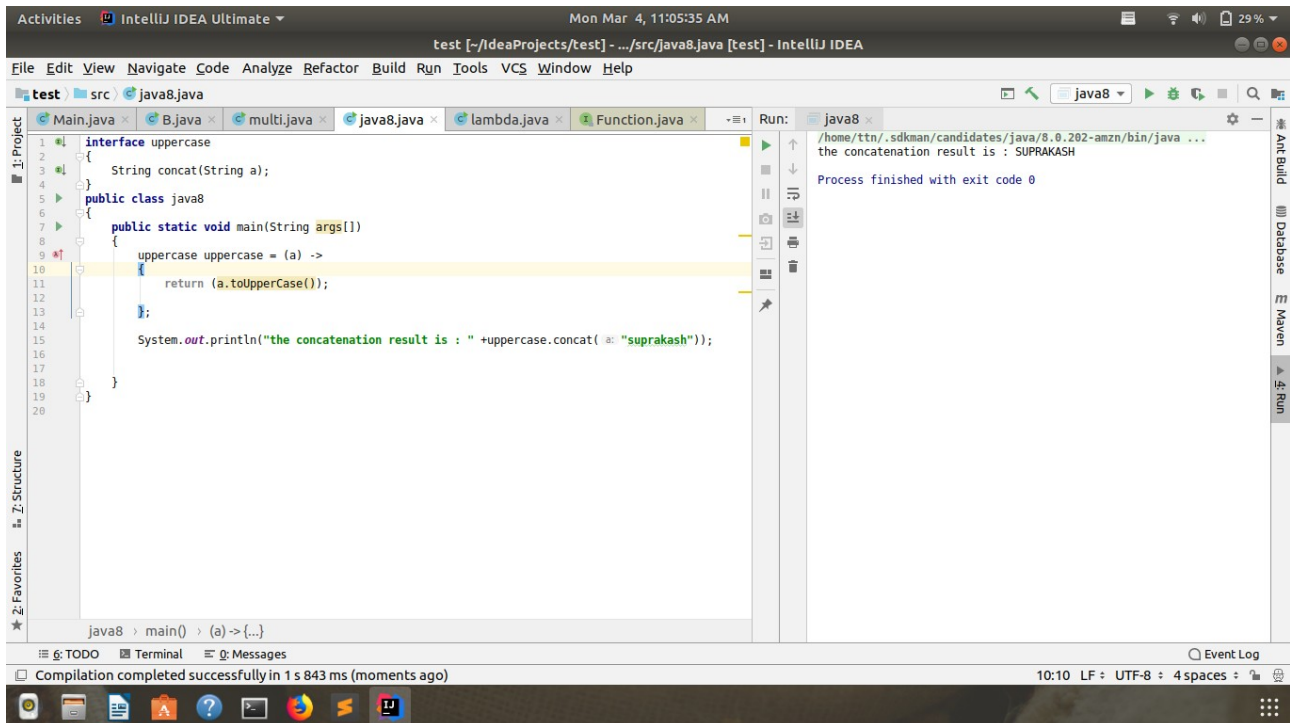 Activities IntelliJ IDEA Ultimate Mon Mar 4, 11:05:35 AM 29%
test [~/IdeaProjects/test] - .../src/java8.java [test] - IntelliJ IDEA
File Edit View Navigate Code Analyze Refactor Build Run Tools VCS Window Help
test src java8.java java8
Main.java B.java multi.java java8.java lambda.java Function.java Run: java8
1: Project
7: Structure
2: Favorites
1 interface uppercase
2 {
3 String concat(String a);
4 }
5 public class java8
6 {
7 public static void main(String args[])
8 {
9 uppercase uppercase = (a) ->
10 {
11 return (a.toUpperCase());
12
13 };
14
15 System.out.println("the concatenation result is : " +uppercase.concat( a: "suprakash"));
16
17
18 }
19 }
20
java8 › main() › (a) -> {...}
/home/ttn/.sdkman/candidates/java/8.0.202-amzn/bin/java ...
the concatenation result is : SUPRAKASH
Process finished with exit code 0
Ant Build
Database
m Maven
4: Run
6: TODO Terminal 0: Messages Event Log
Compilation completed successfully in 1 s 843 ms (moments ago) 10:10 LF UTF-8 4 spaces